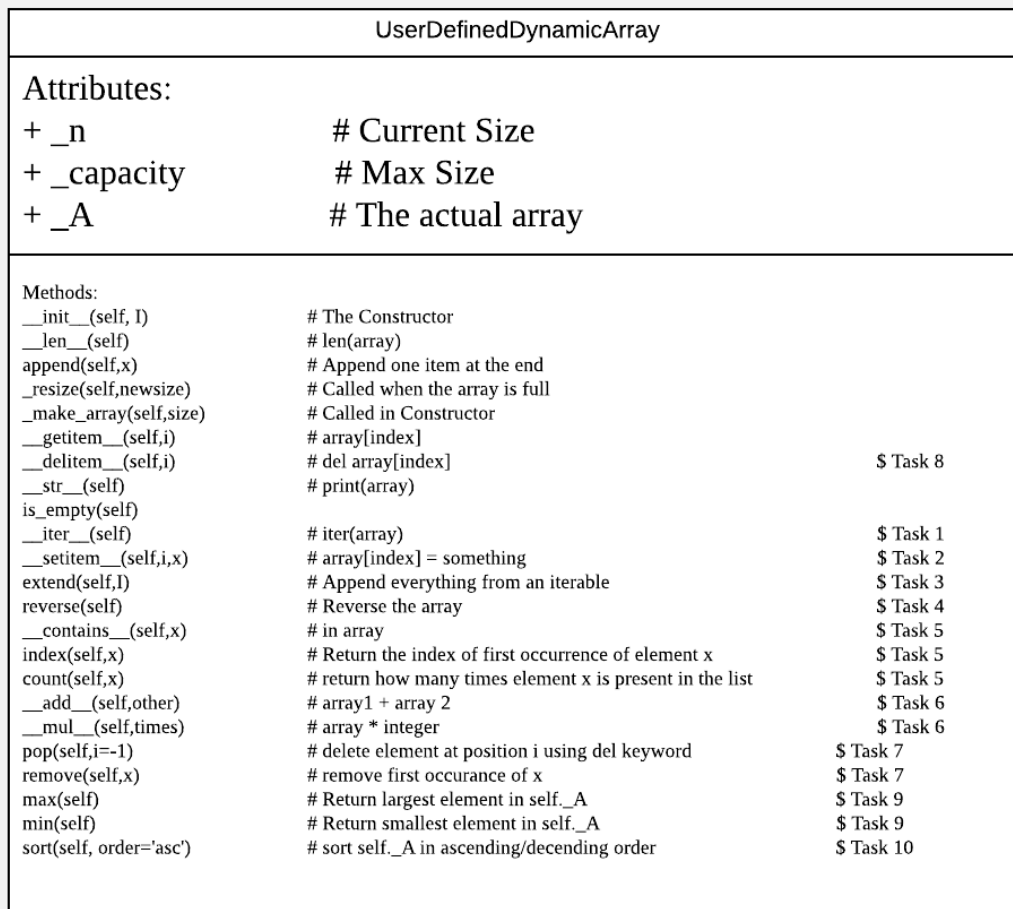 UserDefinedDynamicArray
Attributes:
+ _n # Current Size
+ _capacity # Max Size
+ _A # The actual array
Methods:
__init__(self, I) # The Constructor
__len__(self) # len(array)
append(self,x) # Append one item at the end
_resize(self,newsize) # Called when the array is full
_make_array(self,size) # Called in Constructor
__getitem__(self,i) # array[index]
__delitem__(self,i) # del array[index] $ Task 8
__str__(self) # print(array)
is_empty(self)
__iter__(self) # iter(array) $ Task 1
__setitem__(self,i,x) # array[index] = something $ Task 2
extend(self,I) # Append everything from an iterable $ Task 3
reverse(self) # Reverse the array $ Task 4
__contains__(self,x) # in array $ Task 5
index(self,x) # Return the index of first occurrence of element x $ Task 5
count(self,x) # return how many times element x is present in the list $ Task 5
__add__(self,other) # array1 + array 2 $ Task 6
__mul__(self,times) # array * integer $ Task 6
pop(self,i=-1) # delete element at position i using del keyword $ Task 7
remove(self,x) # remove first occurance of x $ Task 7
max(self) # Return largest element in self._A $ Task 9
min(self) # Return smallest element in self._A $ Task 9
sort(self, order='asc') # sort self._A in ascending/decending order $ Task 10